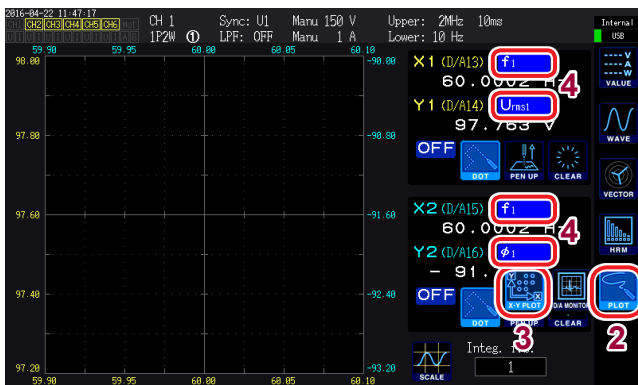 2016-04-22 11:47:17
CH1 CH2 CH3 CH4 CH5 CH6 Mot
U I U I U I U I U I U I A B
CH 1 Sync: U1 Manu 150 V Upper: 2MHz 10ms
1P2W ① LPF: OFF Manu 1 A Lower: 10 Hz
Internal
USB
59.90 59.95 60.00 60.05 60.10
98.00 -90.00
97.80 -90.80
97.60 -91.60
97.40 -92.40
97.20 -93.20
59.90 59.95 60.00 60.05 60.10
X1 (D/A13) f1
60.0002
4
Y1 (D/A14) Urms1
97.763 V
OFF
DOT PEN UP CLEAR
X2 (D/A15) f1
60.0002
4
Y2 (D/A16) ϕ1
- 91.
OFF
X-Y PLOT D/A MONITOR
DOT PEN UP CLEAR
3
SCALE
Integ.
1
V
A
W
VALUE
WAVE
VECTOR
HRM
PLOT
2